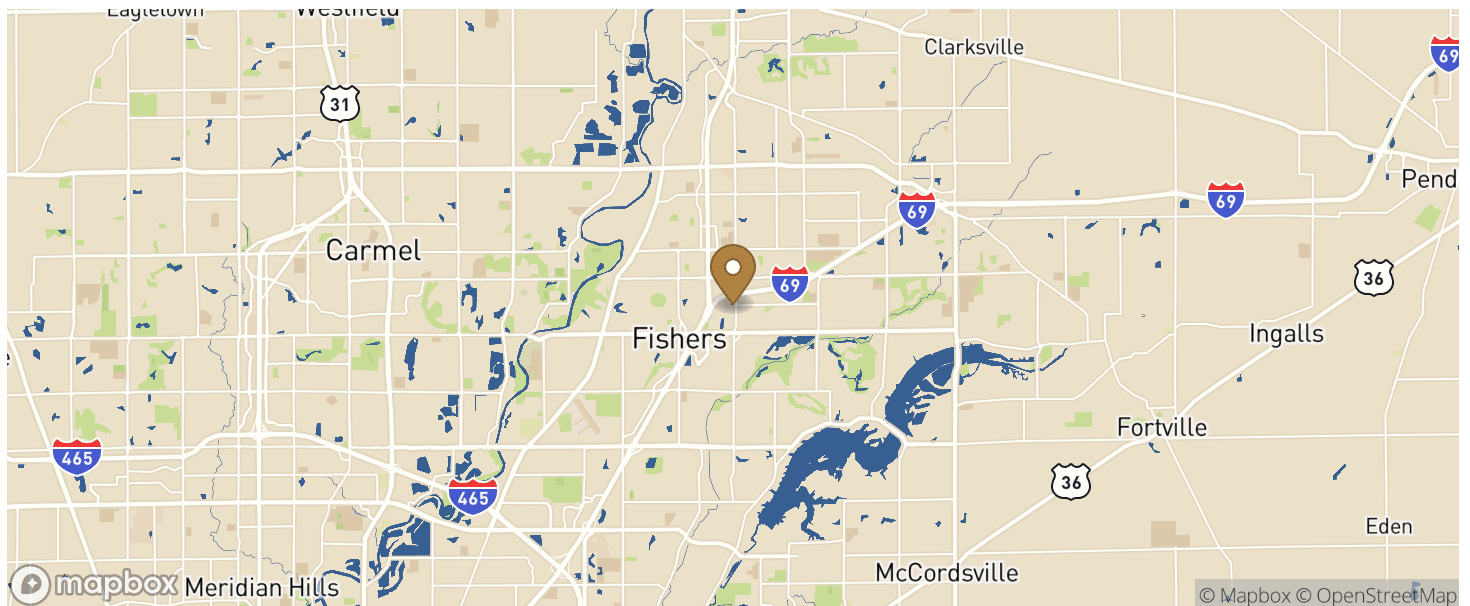 Eagletown
Westfield
Clarksville
69
31
Pend
69
69
Carmel
36
69
Fishers
Ingalls
Fortville
465
36
465
Eden
McCordsville
mapbox
Meridian Hills
© Mapbox © OpenStreetMap